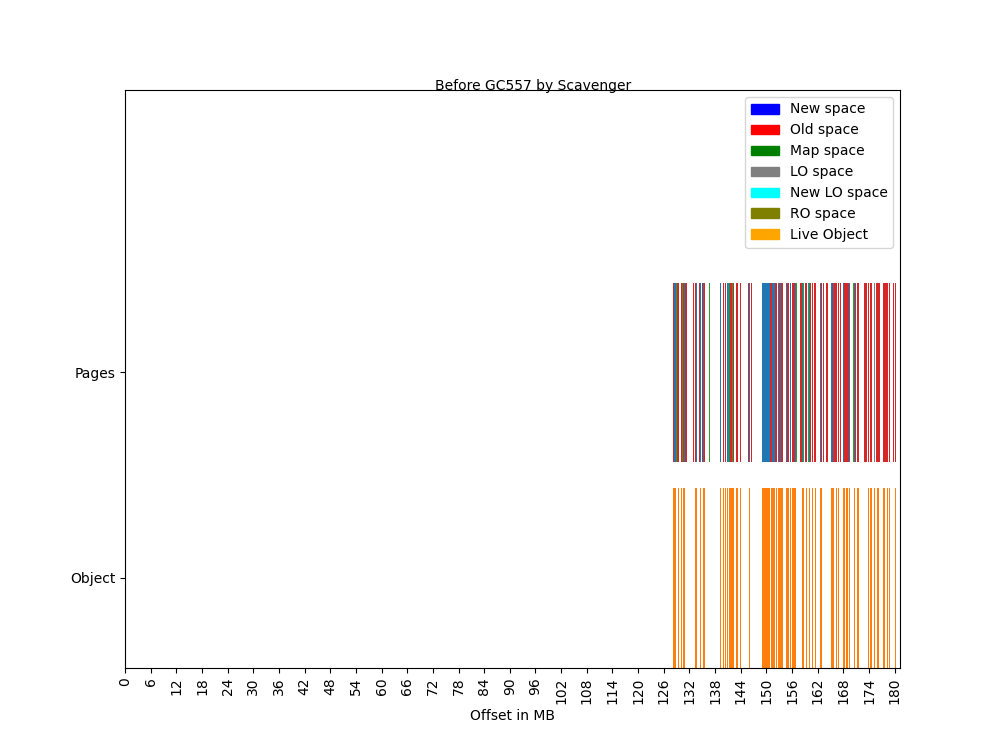 Before GC557 by Scavenger
New space
Old space
Map space
LO space
New LO space
RO space
Live Object
Pages
Object
0 6 12 18 24 30 36 42 48 54 60 66 72 78 84 90 96 102 108 114 120 126 132 138 144 150 156 162 168 174 180
Offset in MB